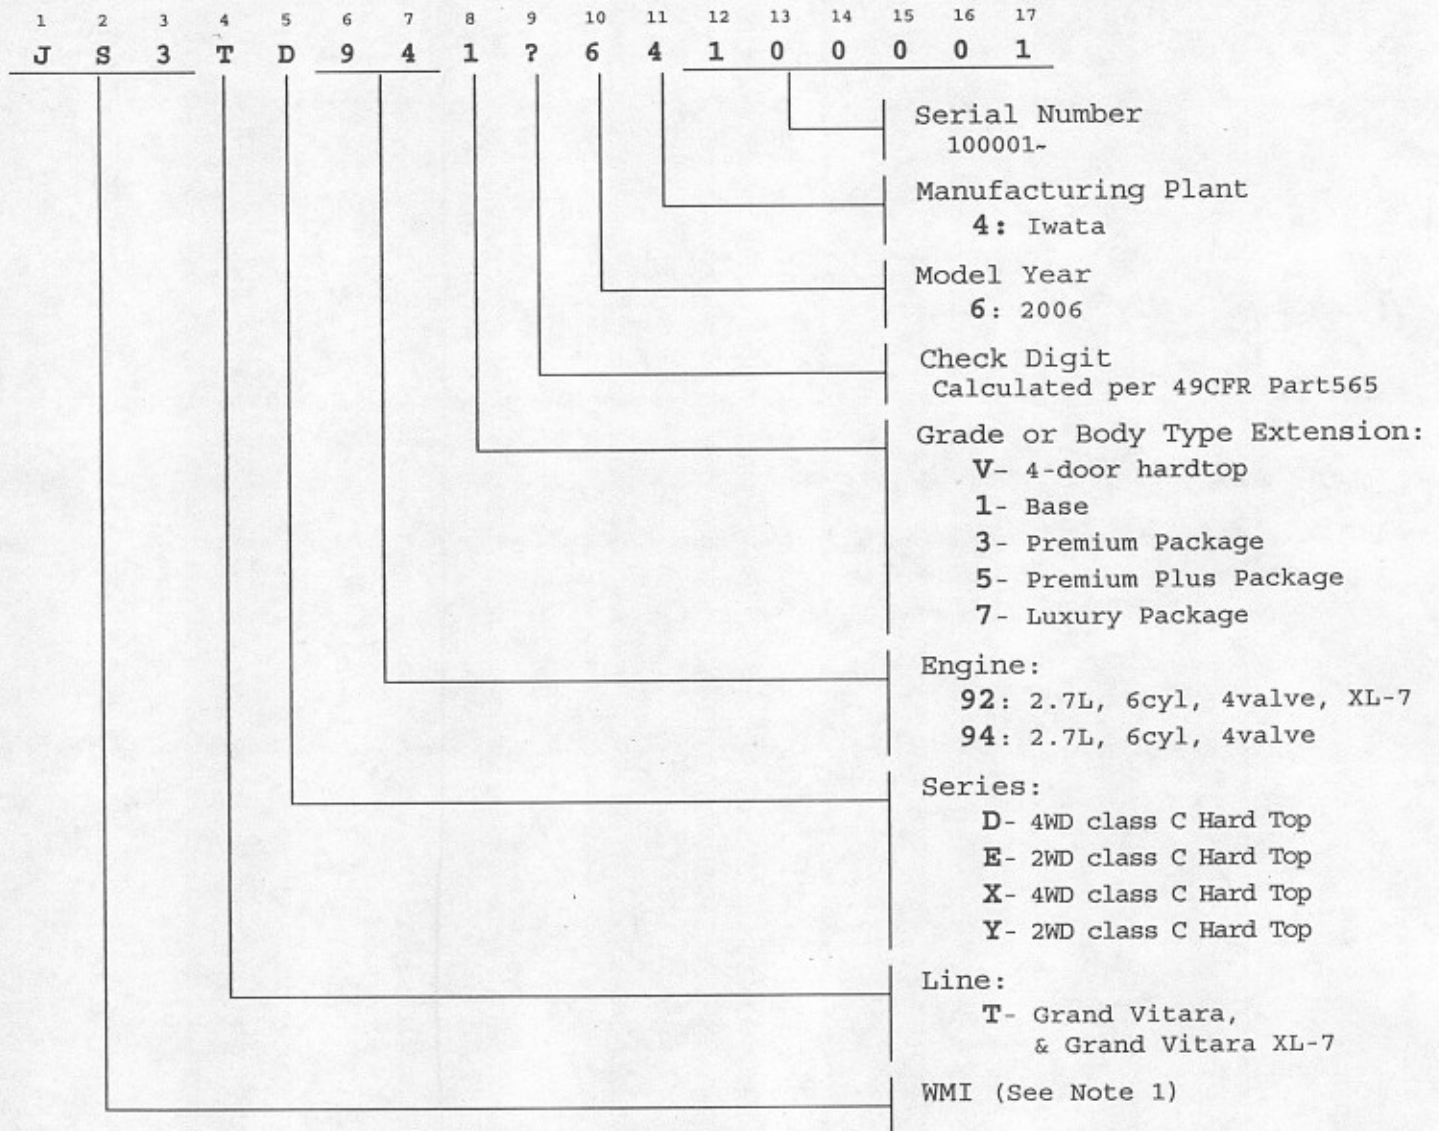 1 2 3 4 5 6 7 8 9 10 11 12 13 14 15 16 17
J S 3 T D 9 4 1 ? 6 4 1 0 0 0 0 1
Serial Number
100001~
Manufacturing Plant
4: Iwata
Model Year
6: 2006
Check Digit
Calculated per 49CFR Part565
Grade or Body Type Extension:
V- 4-door hardtop
1- Base
3- Premium Package
5- Premium Plus Package
7- Luxury Package
Engine:
92: 2.7L, 6cyl, 4valve, XL-7
94: 2.7L, 6cyl, 4valve
Series:
D- 4WD class C Hard Top
E- 2WD class C Hard Top
X- 4WD class C Hard Top
Y- 2WD class C Hard Top
Line:
T- Grand Vitara,
& Grand Vitara XL-7
WMI (See Note 1)